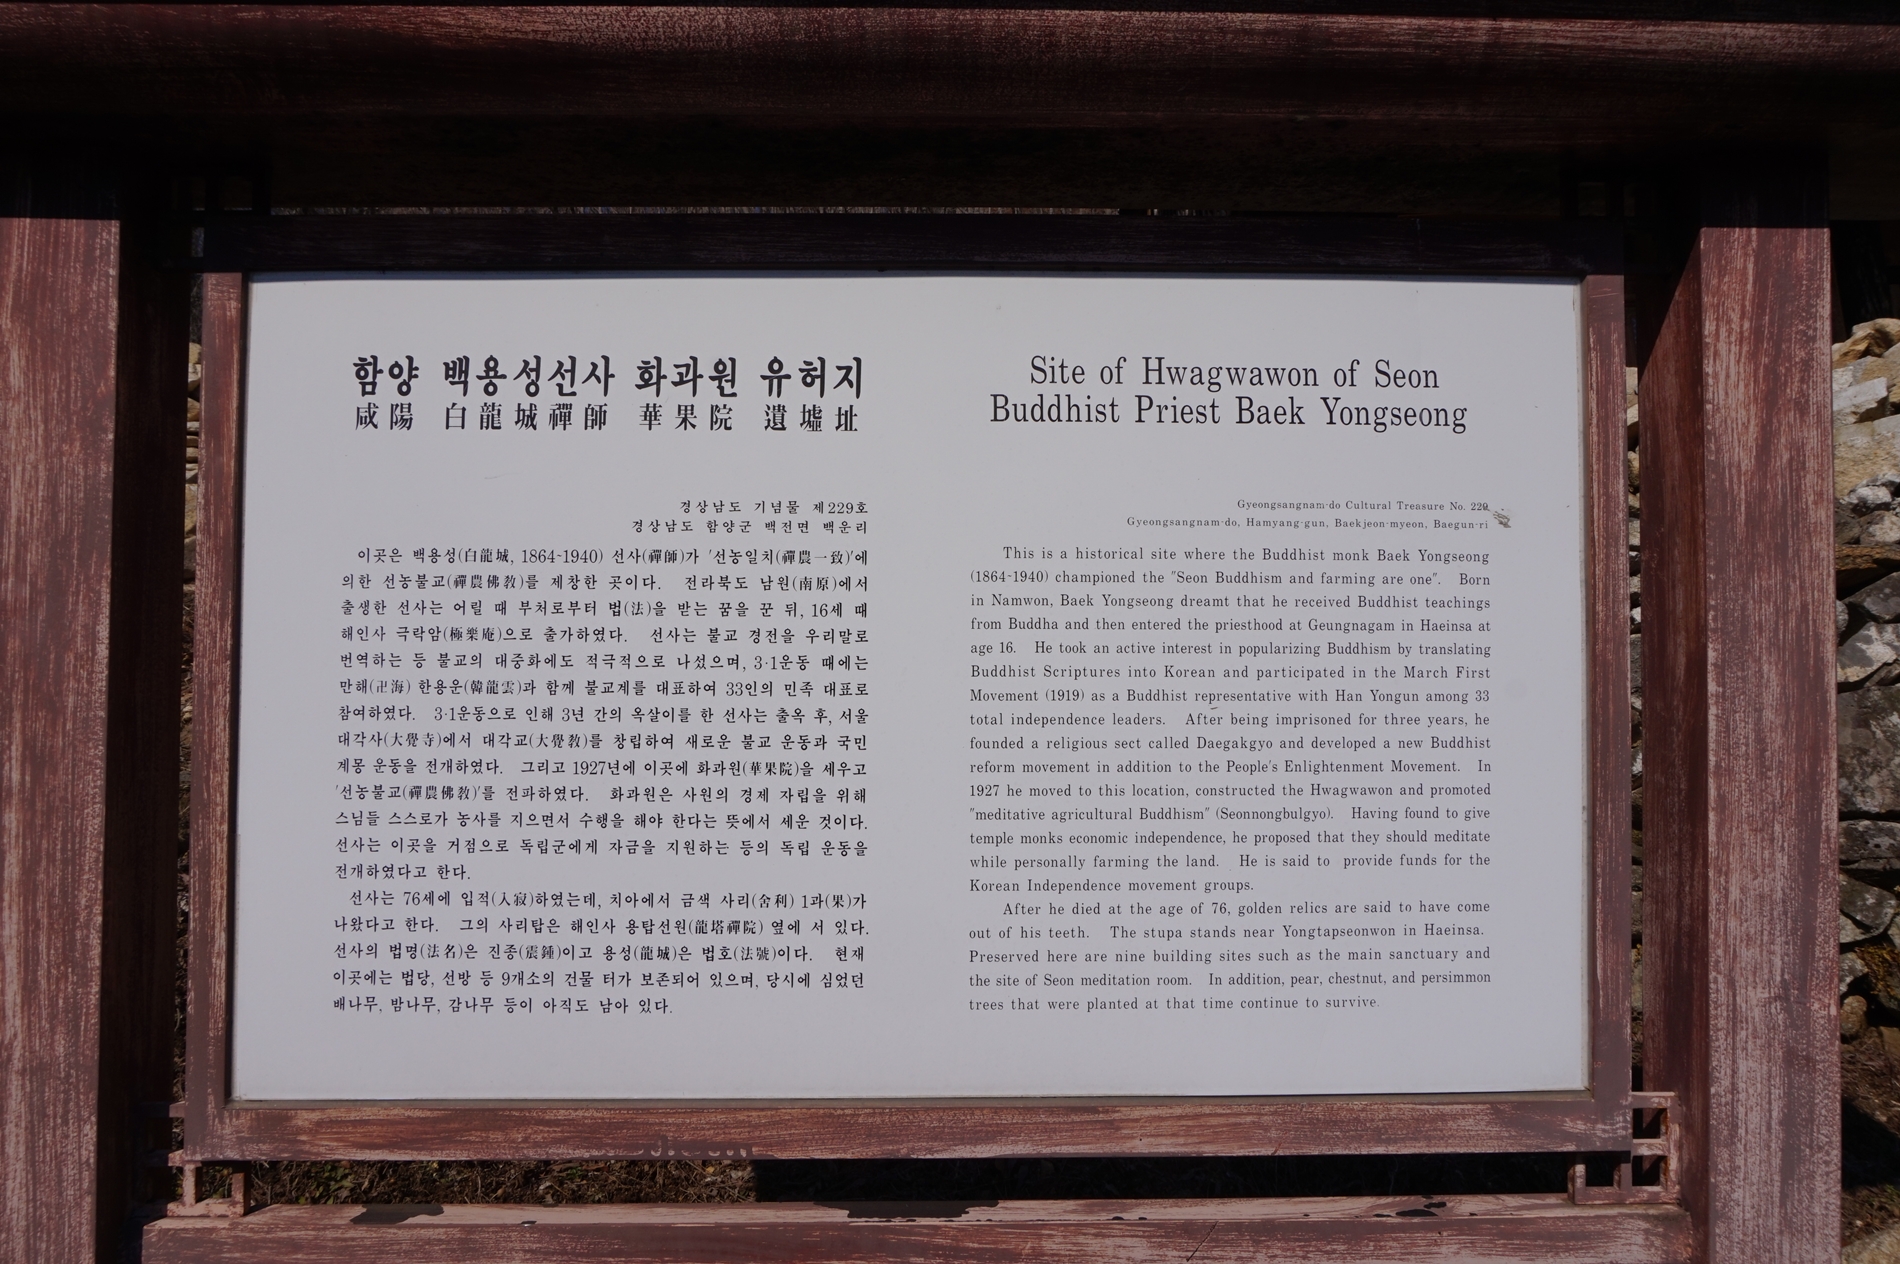 함양 백용성선사 화과원 유허지
咸陽 白龍城禪師 華果院 遺墟址
경상남도 기념물 제229호
경상남도 함양군 백전면 백운리
이곳은 백용성(白龍城, 1864~1940) 선사(禪師)가 '선농일치(禪農一致)'에
의한 선농불교(禪農佛敎)를 제창한 곳이다. 전라북도 남원(南原)에서
출생한 선사는 어릴 때 부처로부터 법(法)을 받는 꿈을 꾼 뒤, 16세 때
해인사 극락암(極樂庵)으로 출가하였다. 선사는 불교 경전을 우리말로
번역하는 등 불교의 대중화에도 적극적으로 나섰으며, 3·1운동 때에는
만해(卍海) 한용운(韓龍雲)과 함께 불교계를 대표하여 33인의 민족 대표로
참여하였다. 3·1운동으로 인해 3년 간의 옥살이를 한 선사는 출옥 후, 서울
대각사(大覺寺)에서 대각교(大覺敎)를 창립하여 새로운 불교 운동과 국민
계몽 운동을 전개하였다. 그리고 1927년에 이곳에 화과원(華果院)을 세우고
'선농불교(禪農佛敎)'를 전파하였다. 화과원은 사원의 경제 자립을 위해
스님들 스스로가 농사를 지으면서 수행을 해야 한다는 뜻에서 세운 것이다.
선사는 이곳을 거점으로 독립군에게 자금을 지원하는 등의 독립 운동을
전개하였다고 한다.
선사는 76세에 입적(入寂)하였는데, 치아에서 금색 사리(舍利) 1과(果)가
나왔다고 한다. 그의 사리탑은 해인사 용탑선원(龍塔禪院) 옆에 서 있다.
선사의 법명(法名)은 진종(震鍾)이고 용성(龍城)은 법호(法號)이다. 현재
이곳에는 법당, 선방 등 9개소의 건물 터가 보존되어 있으며, 당시에 심었던
배나무, 밤나무, 감나무 등이 아직도 남아 있다.
Site of Hwagwawon of Seon
Buddhist Priest Baek Yongseong
Gyeongsangnam-do Cultural Treasure No. 229
Gyeongsangnam-do, Hamyang-gun, Baekjeon-myeon, Baegun-ri
This is a historical site where the Buddhist monk Baek Yongseong
(1864~1940) championed the "Seon Buddhism and farming are one". Born
in Namwon, Baek Yongseong dreamt that he received Buddhist teachings
from Buddha and then entered the priesthood at Geungnagam in Haeinsa at
age 16. He took an active interest in popularizing Buddhism by translating
Buddhist Scriptures into Korean and participated in the March First
Movement (1919) as a Buddhist representative with Han Yongun among 33
total independence leaders. After being imprisoned for three years, he
founded a religious sect called Daegakgyo and developed a new Buddhist
reform movement in addition to the People's Enlightenment Movement. In
1927 he moved to this location, constructed the Hwagwawon and promoted
"meditative agricultural Buddhism" (Seonnongbulgyo). Having found to give
temple monks economic independence, he proposed that they should meditate
while personally farming the land. He is said to provide funds for the
Korean Independence movement groups.
After he died at the age of 76, golden relics are said to have come
out of his teeth. The stupa stands near Yongtapseonwon in Haeinsa.
Preserved here are nine building sites such as the main sanctuary and
the site of Seon meditation room. In addition, pear, chestnut, and persimmon
trees that were planted at that time continue to survive.